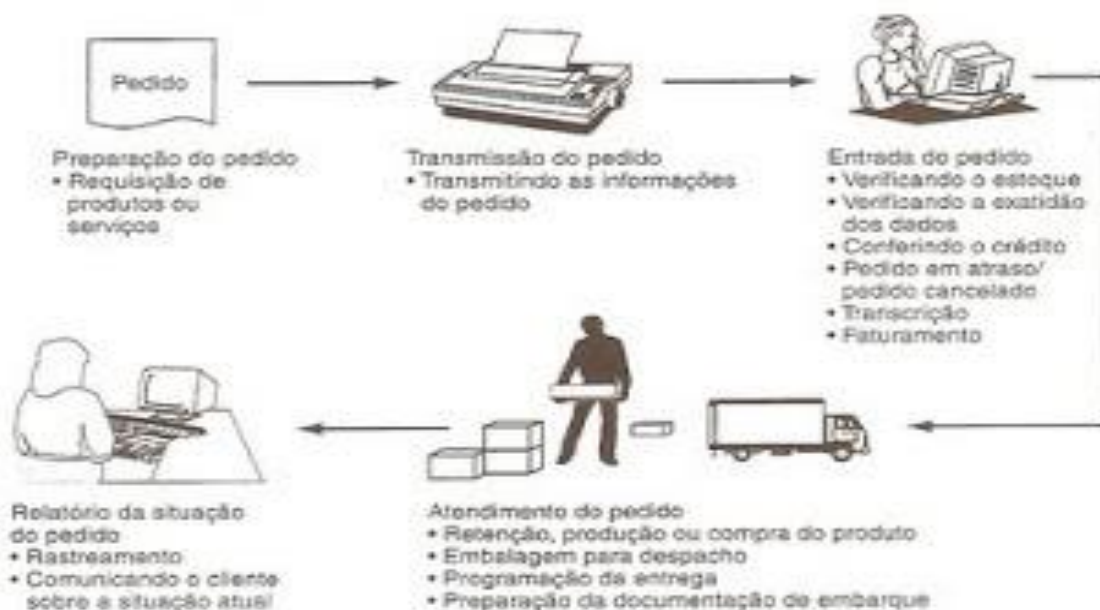 Pedido
Preparação do pedido
• Requisição de
produtos ou
serviços
Transmissão do pedido
• Transmitindo as informações
do pedido
Entrada do pedido
• Verificando o estoque
• Verificando a exatidão
dos dados
• Conferindo o crédito
• Pedido em atraso/
pedido cancelado
• Transcrição
• Faturamento
Relatório da situação
do pedido
• Rastreamento
• Comunicando o cliente
sobre a situação atual
Atendimento do pedido
• Retenção, produção ou compra do produto
• Embalagem para despacho
• Programação da entrega
• Preparação da documentação de embarque